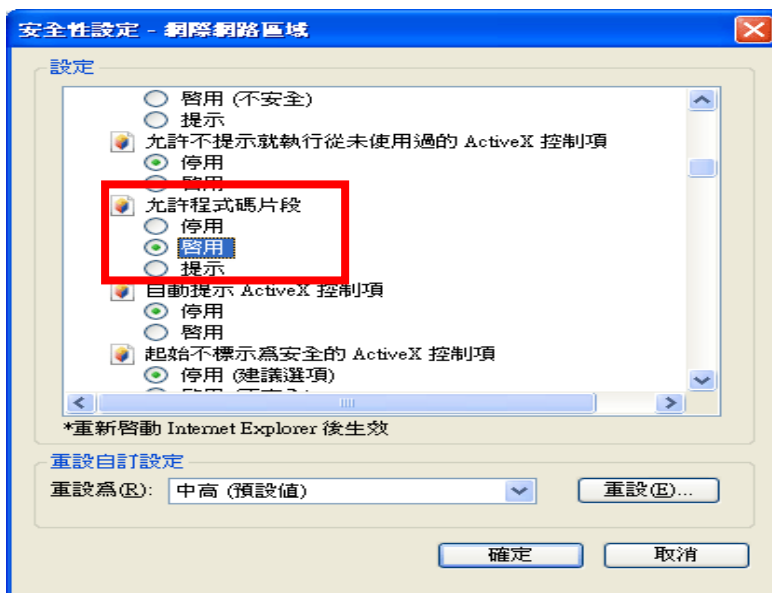 安全性設定 - 網際網路區域
設定
啓用 (不安全)
提示
允許不提示就執行從未使用過的 ActiveX 控制項
停用
啓用
允許程式碼片段
停用
啓用
提示
自動提示 ActiveX 控制項
停用
啓用
起始不標示爲安全的 ActiveX 控制項
停用 (建議選項)
*重新啓動 Internet Explorer 後生效
重設自訂設定
重設爲(R): 中高 (預設値) 重設(E)...
確定 取消